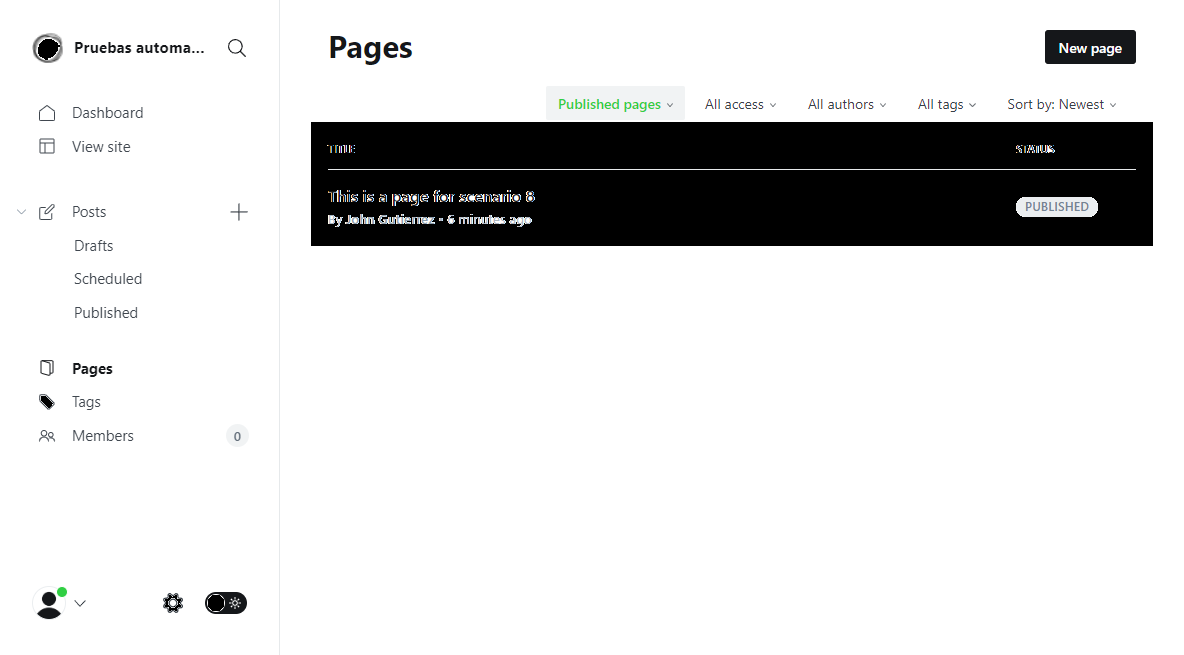 Pruebas automa...
Dashboard
View site
Posts
Drafts
Scheduled
Published
Pages
Tags
Members 0
Pages
New page
Published pages All access All authors All tags Sort by: Newest
TITLE STATUS
This is a page for scenario 8
By John Gutierrez - 6 minutes ago
PUBLISHED